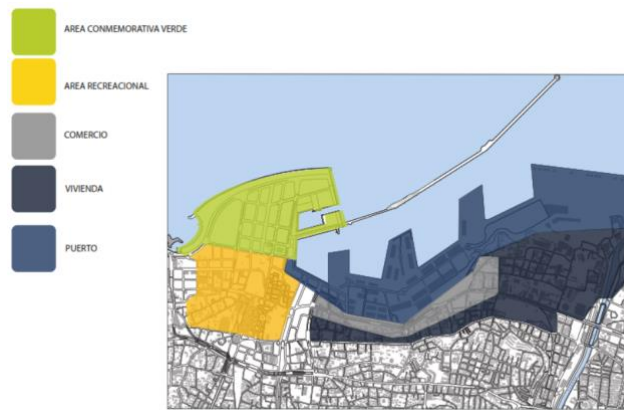 AREA CONMEMORATIVA VERDE
AREA RECREACIONAL
COMERCIO
VIVIENDA
PUERTO